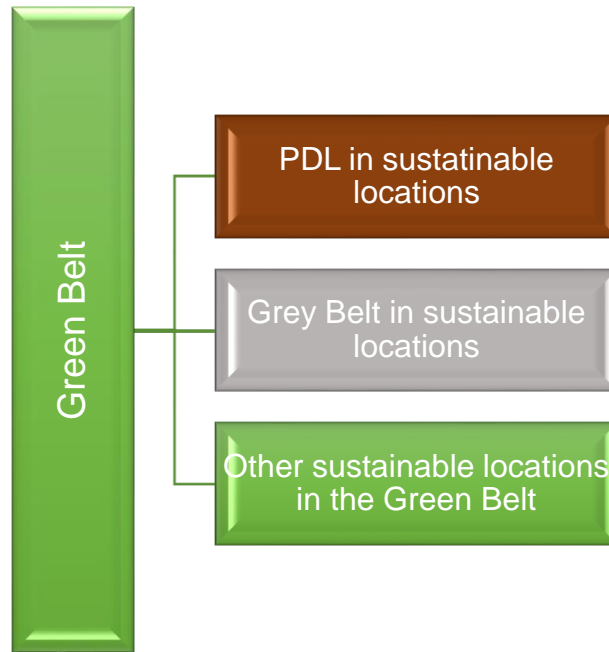 Green Belt
PDL in sustatinable
locations
Grey Belt in sustainable
locations
Other sustainable locations
in the Green Belt